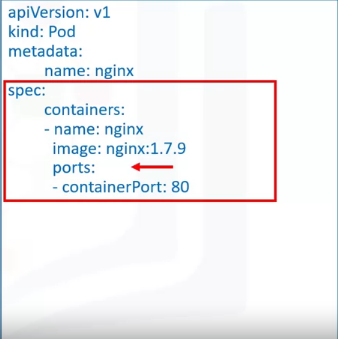 apiVersion: v1
kind: Pod
metadata:
name: nginx
spec:
containers:
- name: nginx
image: nginx:1.7.9
ports:
- containerPort: 80